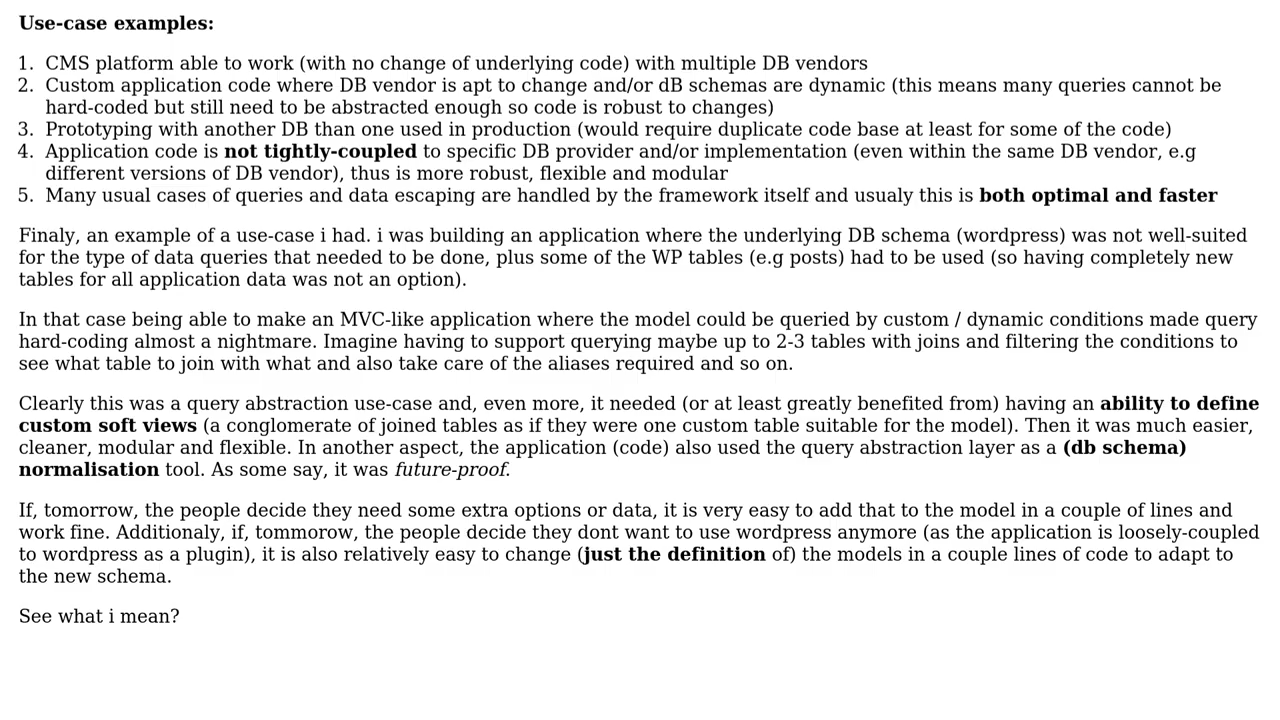 Use-case examples:
1. CMS platform able to work (with no change of underlying code) with multiple DB vendors
2. Custom application code where DB vendor is apt to change and/or dB schemas are dynamic (this means many queries cannot be
hard-coded but still need to be abstracted enough so code is robust to changes)
3. Prototyping with another DB than one used in production (would require duplicate code base at least for some of the code)
4. Application code is not tightly-coupled to specific DB provider and/or implementation (even within the same DB vendor, e.g
different versions of DB vendor), thus is more robust, flexible and modular
5. Many usual cases of queries and data escaping are handled by the framework itself and usualy this is both optimal and faster
Finaly, an example of a use-case i had. i was building an application where the underlying DB schema (wordpress) was not well-suited
for the type of data queries that needed to be done, plus some of the WP tables (e.g posts) had to be used (so having completely new
tables for all application data was not an option).
In that case being able to make an MVC-like application where the model could be queried by custom / dynamic conditions made query
hard-coding almost a nightmare. Imagine having to support querying maybe up to 2-3 tables with joins and filtering the conditions to
see what table to join with what and also take care of the aliases required and so on.
Clearly this was a query abstraction use-case and, even more, it needed (or at least greatly benefited from) having an ability to define
custom soft views (a conglomerate of joined tables as if they were one custom table suitable for the model). Then it was much easier,
cleaner, modular and flexible. In another aspect, the application (code) also used the query abstraction layer as a (db schema)
normalisation tool. As some say, it was future-proof.
If, tomorrow, the people decide they need some extra options or data, it is very easy to add that to the model in a couple of lines and
work fine. Additionaly, if, tommorow, the people decide they dont want to use wordpress anymore (as the application is loosely-coupled
to wordpress as a plugin), it is also relatively easy to change (just the definition of) the models in a couple lines of code to adapt to
the new schema.
See what i mean?